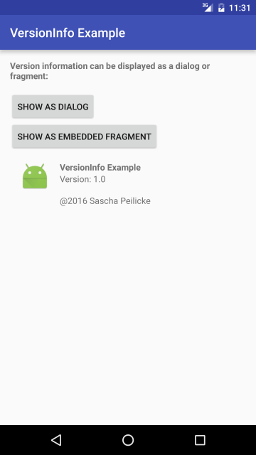 3G 11:31
VersionInfo Example
Version information can be displayed as a dialog or
fragment:
SHOW AS DIALOG
SHOW AS EMBEDDED FRAGMENT
VersionInfo Example
Version: 1.0
@2016 Sascha Peilicke